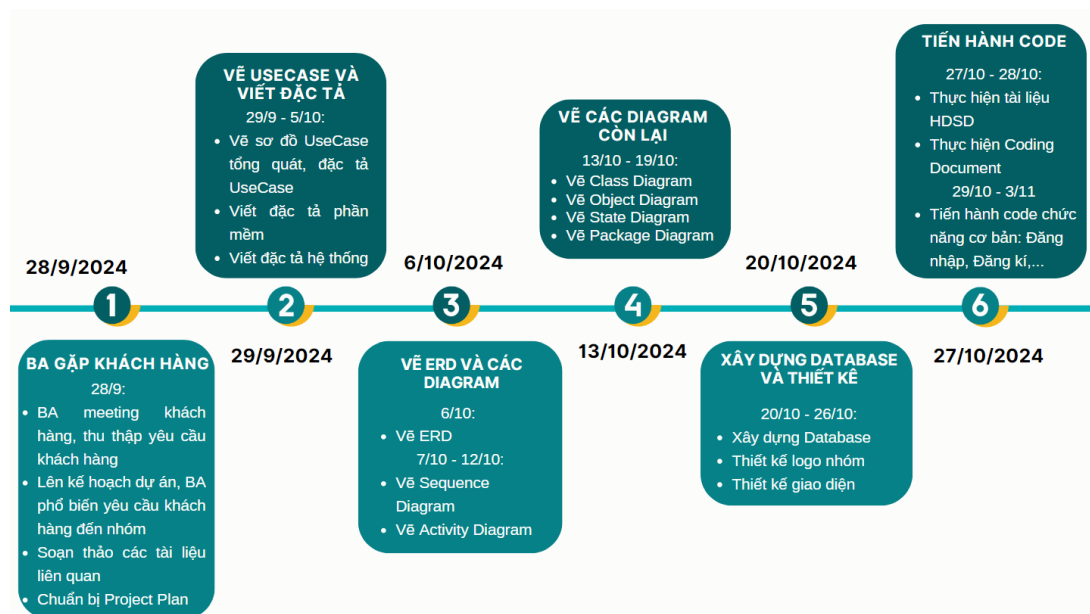 28/9/2024
1
BA GẶP KHÁCH HÀNG
28/9:
• BA meeting khách
hàng, thu thập yêu cầu
khách hàng
• Lên kế hoạch dự án, BA
phổ biến yêu cầu khách
hàng đến nhóm
• Soạn thảo các tài liệu
liên quan
• Chuẩn bị Project Plan
VẼ USECASE VÀ
VIẾT ĐẶC TẢ
29/9 - 5/10:
• Vẽ sơ đồ UseCase
tổng quát, đặc tả
UseCase
• Viết đặc tả phần
mềm
• Viết đặc tả hệ thống
2
29/9/2024
6/10/2024
3
VẼ ERD VÀ CÁC
DIAGRAM
6/10:
• Vẽ ERD
7/10 - 12/10:
• Vẽ Sequence
Diagram
• Vẽ Activity Diagram
VẼ CÁC DIAGRAM
CÒN LẠI
13/10 - 19/10:
• Vẽ Class Diagram
• Vẽ Object Diagram
• Vẽ State Diagram
• Vẽ Package Diagram
4
13/10/2024
20/10/2024
5
XÂY DỰNG DATABASE
VÀ THIẾT KẾ
20/10 - 26/10:
• Xây dựng Database
• Thiết kế logo nhóm
• Thiết kế giao diện
TIẾN HÀNH CODE
27/10 - 28/10:
• Thực hiện tài liệu
HDSD
• Thực hiện Coding
Document
29/10 - 3/11
• Tiến hành code chức
năng cơ bản: Đăng
nhập, Đăng kí,...
6
27/10/2024